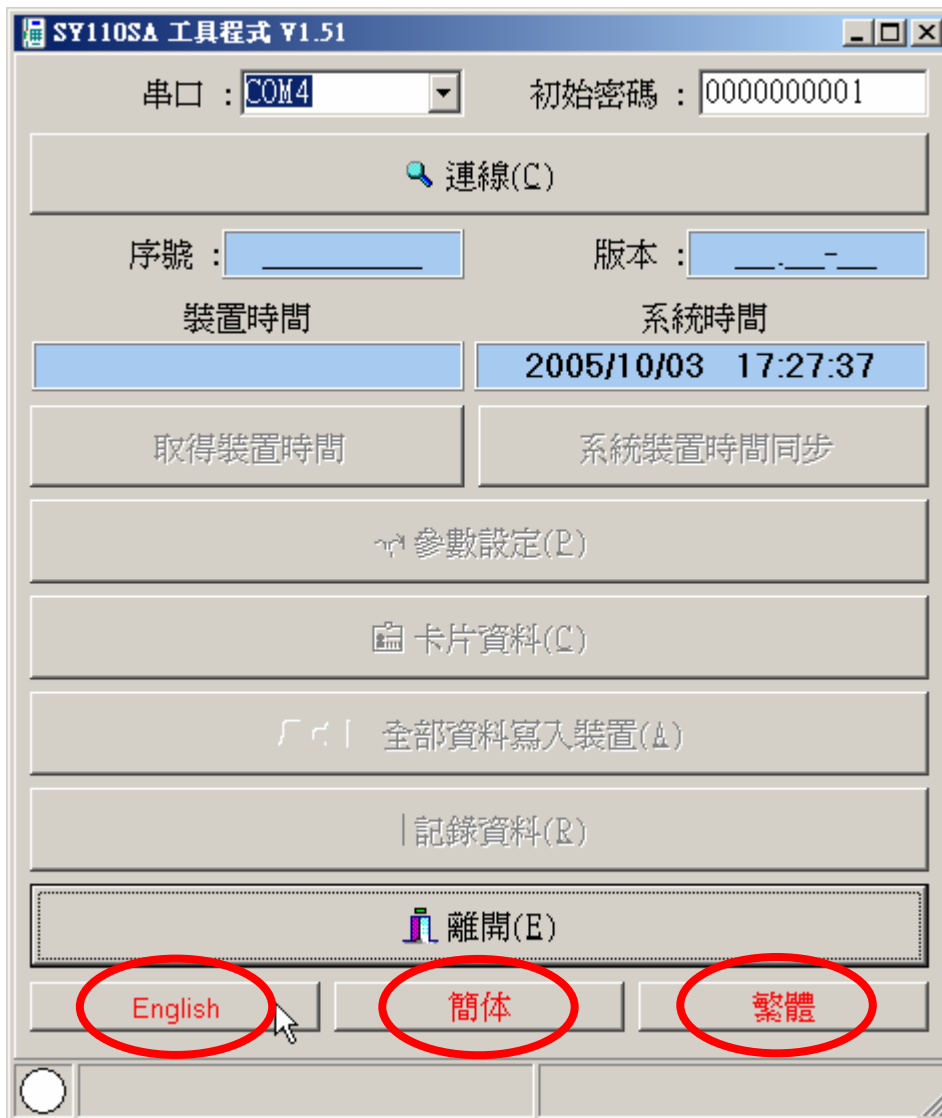 SY110SA 工具程式 V1.51
串口 : COM4 初始密碼 : 0000000001
連線(C)
序號 : __________ 版本 : __.__-__
裝置時間 系統時間
2005/10/03 17:27:37
取得裝置時間 系統裝置時間同步
參數設定(P)
卡片資料(C)
全部資料寫入裝置(A)
記錄資料(R)
離開(E)
English 簡体 繁體